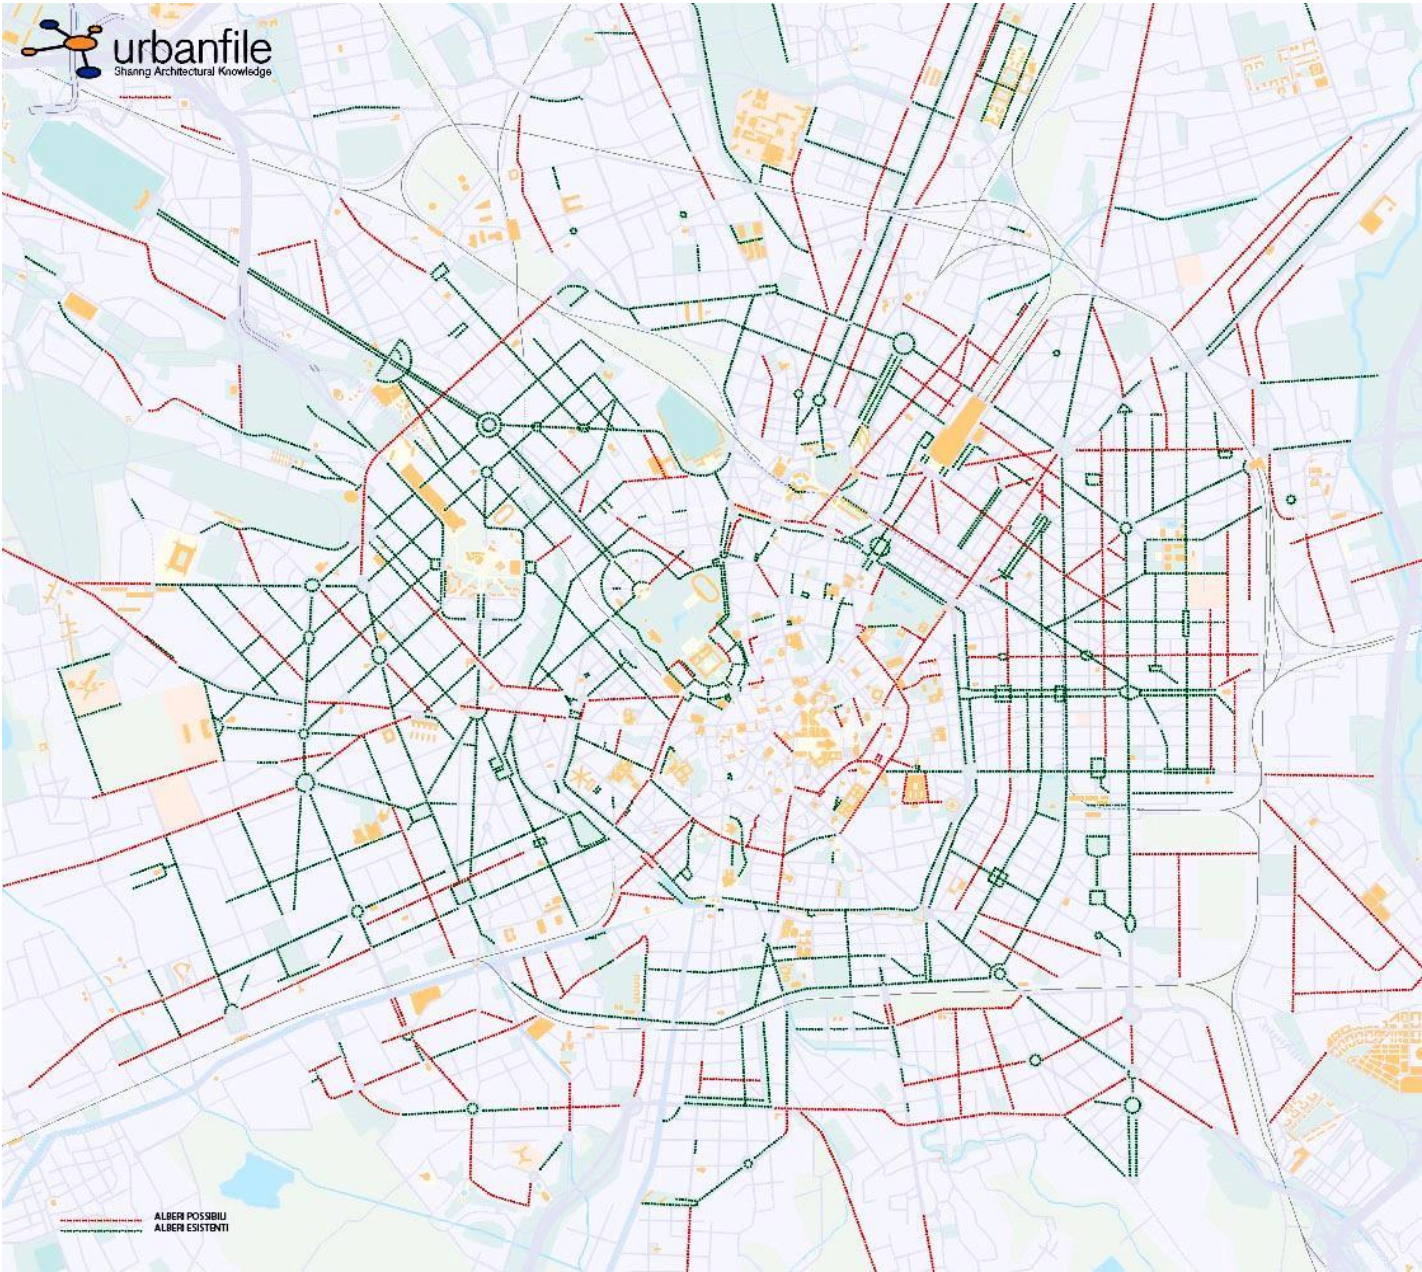 urbanfile
Sharing Architectural Knowledge
ALBERI POSSIBILI
ALBERI ESISTENTI